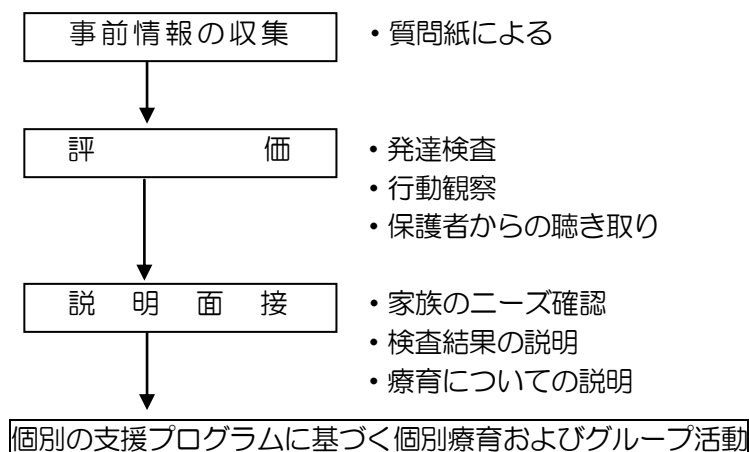 事前情報の収集 ・質問紙による
評価 ・発達検査
・行動観察
・保護者からの聴き取り
説明面接 ・家族のニーズ確認
・検査結果の説明
・療育についての説明
個別の支援プログラムに基づく個別療育およびグループ活動